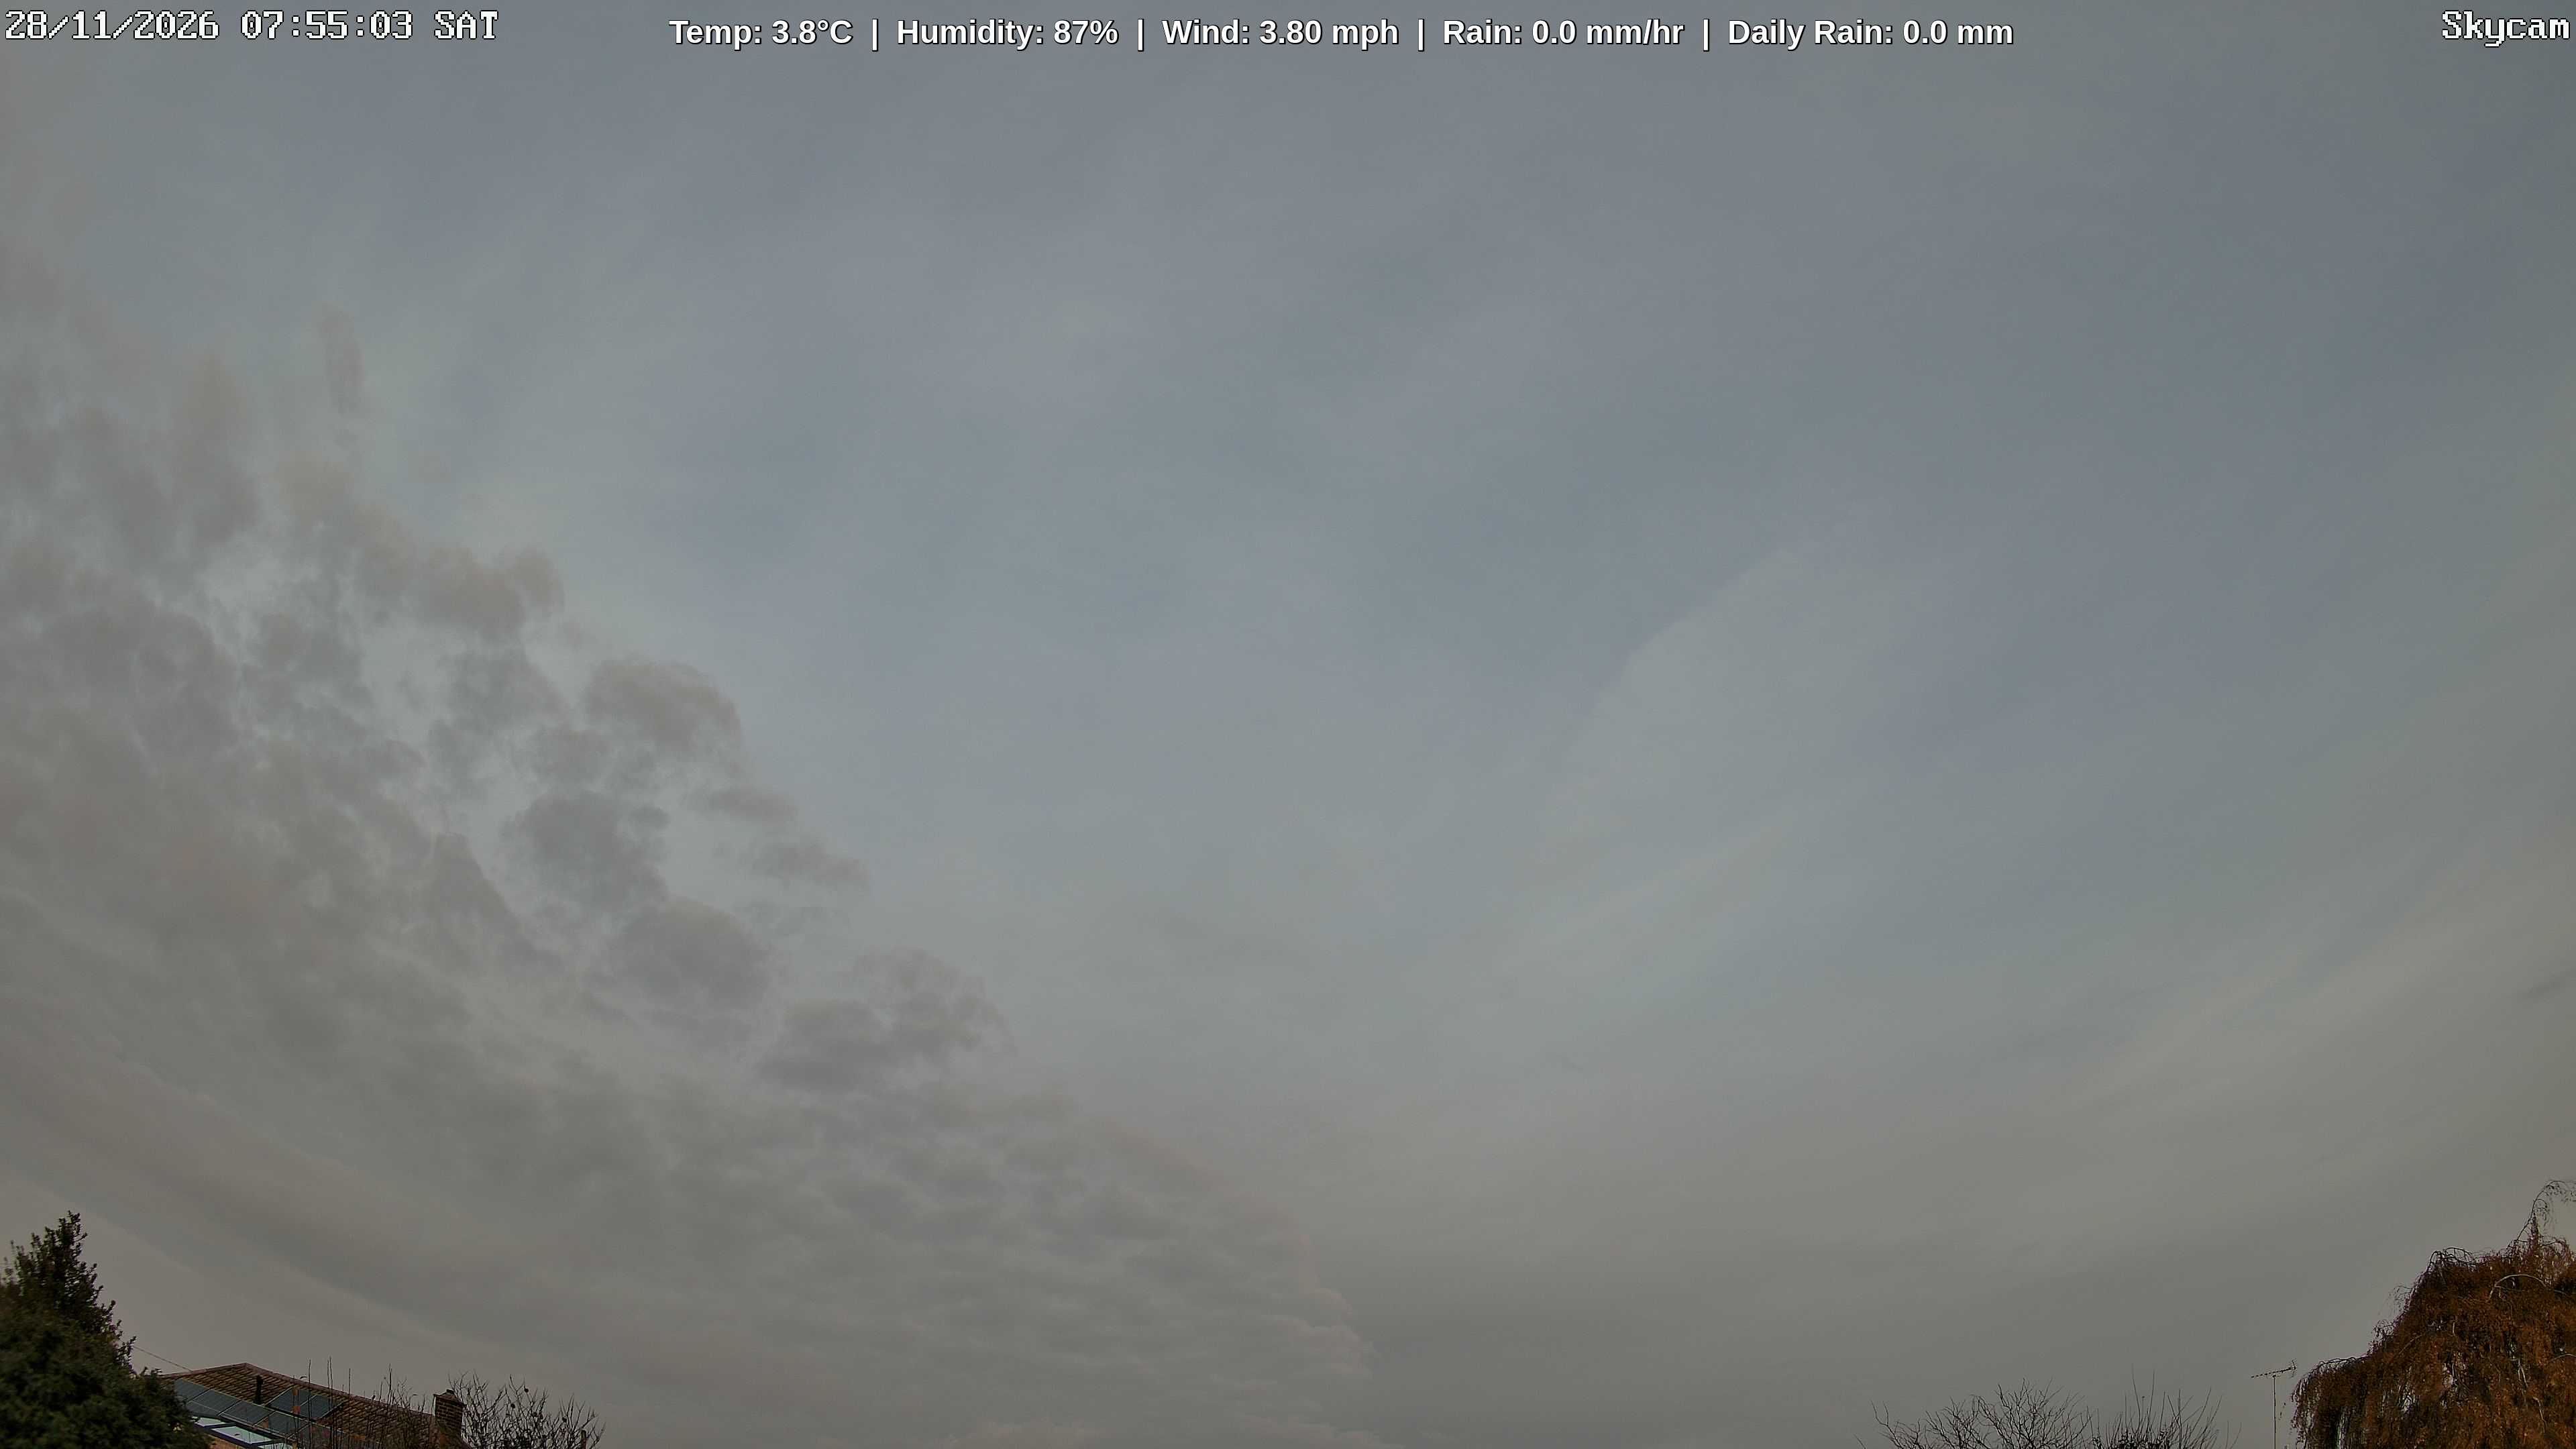 28/11/2026 07:55:03 SAT
Temp: 3.8°C | Humidity: 87% | Wind: 3.80 mph | Rain: 0.0 mm/hr | Daily Rain: 0.0 mm
Skycam